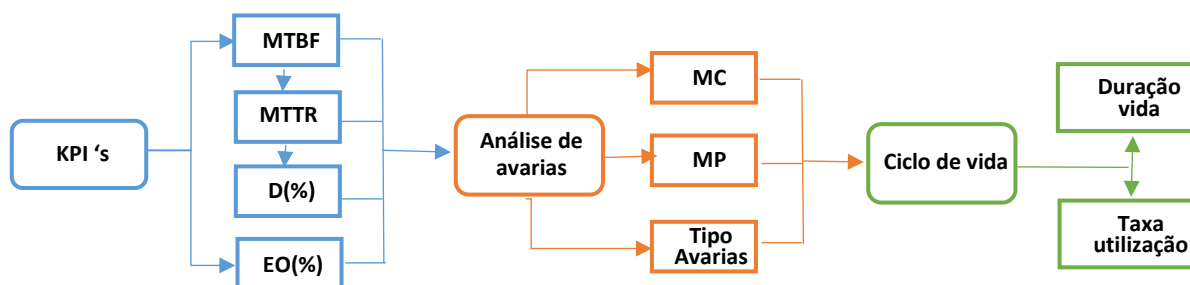 KPI ‘s
MTBF
MTTR
D(%)
EO(%)
Análise de
avarias
MC
MP
Tipo
Avarias
Ciclo de vida
Duração
vida
Taxa
utilização